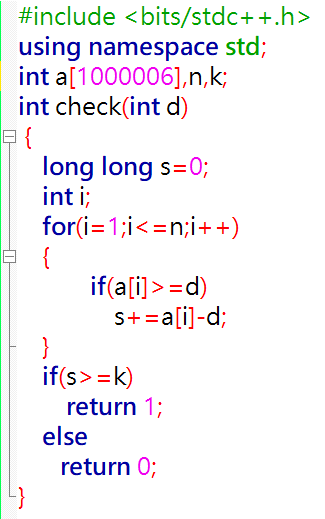 #include <bits/stdc++.h>
using namespace std;
int a[1000006],n,k;
int check(int d)
{
long long s=0;
int i;
for(i=1;i<=n;i++)
{
if(a[i]>=d)
s+=a[i]-d;
}
if(s>=k)
return 1;
else
return 0;
}